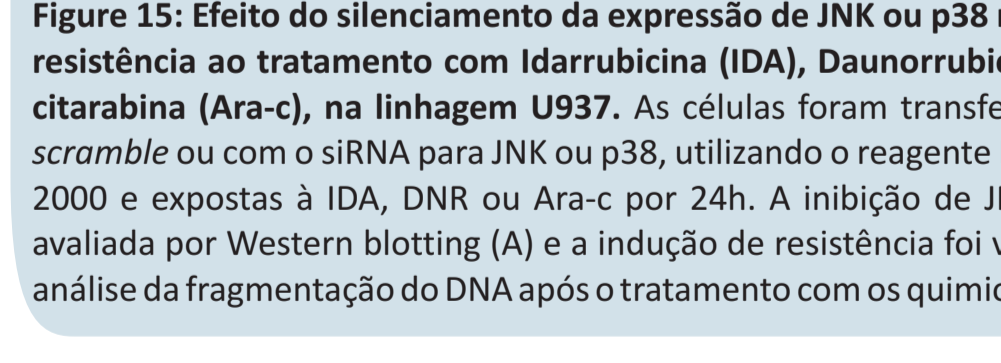 Figure 15: Efeito do silenciamento da expressão de JNK ou p38
resistência ao tratamento com Idarrubicina (IDA), Daunorrubic
citarabina (Ara-c), na linhagem U937. As células foram transfe
scramble ou com o siRNA para JNK ou p38, utilizando o reagente
2000 e expostas à IDA, DNR ou Ara-c por 24h. A inibição de
avaliada por Western blotting (A) e a indução de resistência foi
análise da fragmentação do DNA após o tratamento com os quimio